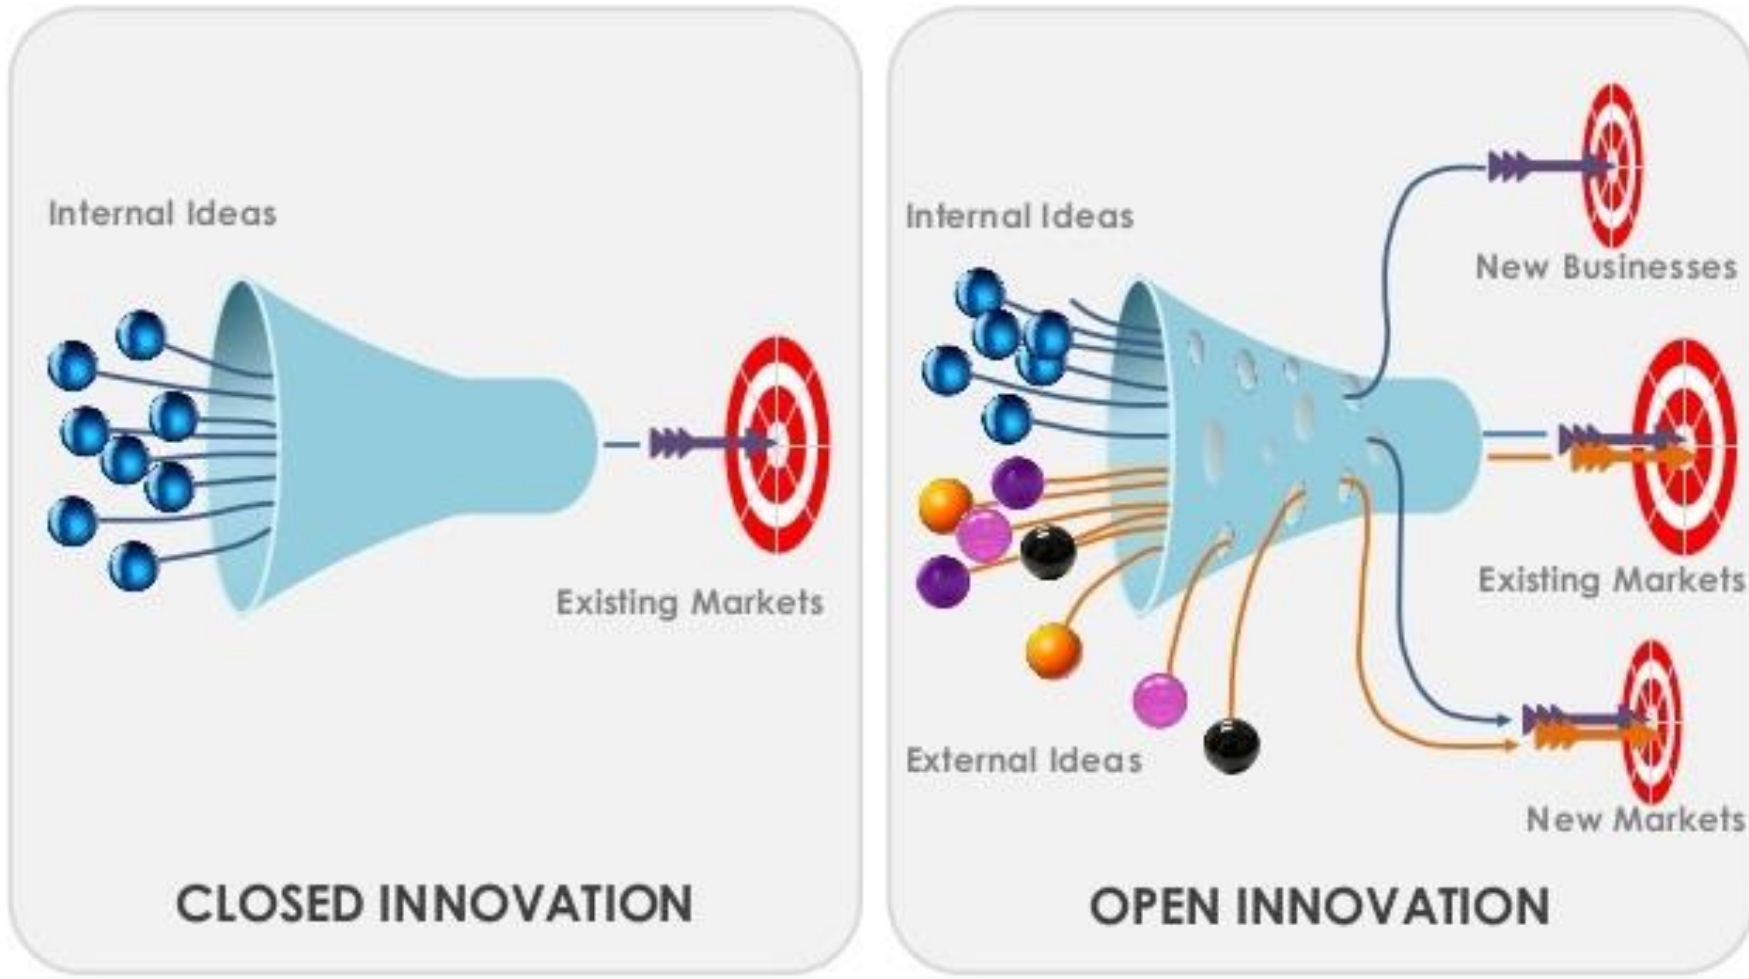 Internal Ideas
Existing Markets
CLOSED INNOVATION
Internal Ideas
New Businesses
Existing Markets
External Ideas
New Markets
OPEN INNOVATION